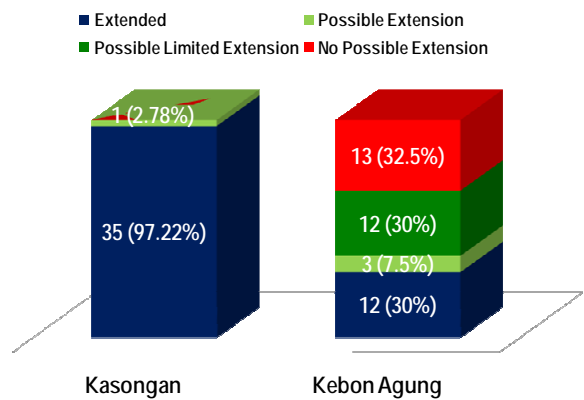 Extended
Possible Extension
Possible Limited Extension
No Possible Extension
1 (2.78%)
35 (97.22%)
13 (32.5%)
12 (30%)
3 (7.5%)
12 (30%)
Kasongan
Kebon Agung